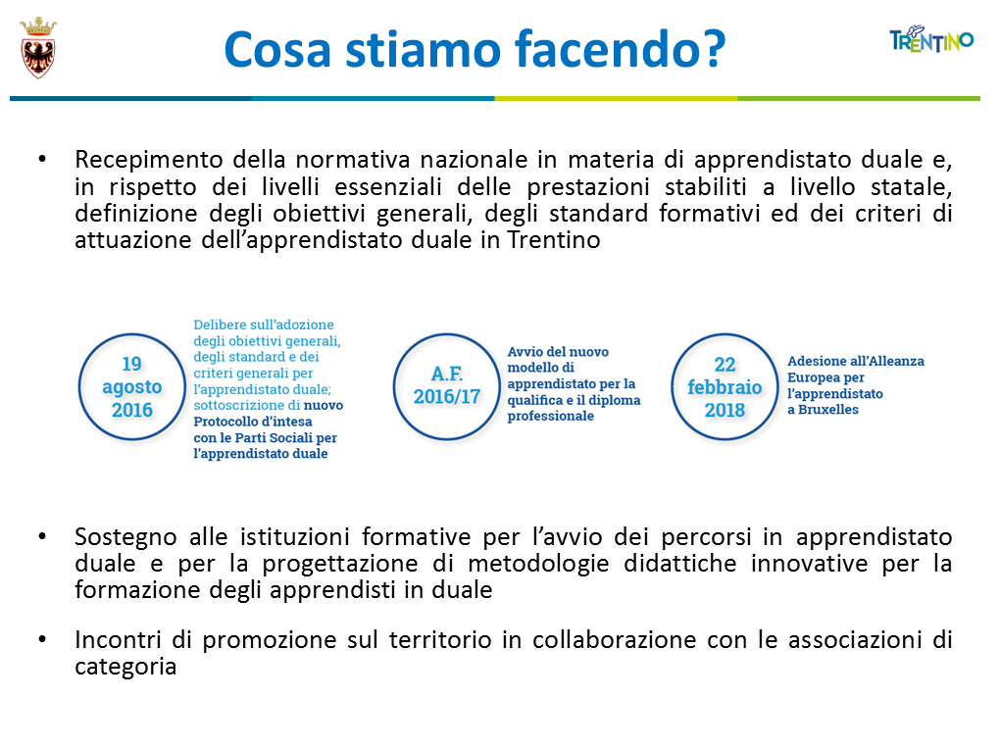 Cosa stiamo facendo?
TRENTINO
• Recepimento della normativa nazionale in materia di apprendistato duale e,
in rispetto dei livelli essenziali delle prestazioni stabiliti a livello statale,
definizione degli obiettivi generali, degli standard formativi ed dei criteri di
attuazione dell’apprendistato duale in Trentino
19
agosto
2016
Delibere sull’adozione
degli obiettivi generali,
degli standard e dei
criteri generali per
l’apprendistato duale;
sottoscrizione di nuovo
Protocollo d’intesa
con le Parti Sociali per
l’apprendistato duale
A.F.
2016/17
Avvio del nuovo
modello di
apprendistato per la
qualifica e il diploma
professionale
22
febbraio
2018
Adesione all’Alleanza
Europea per
l’apprendistato
a Bruxelles
• Sostegno alle istituzioni formative per l’avvio dei percorsi in apprendistato
duale e per la progettazione di metodologie didattiche innovative per la
formazione degli apprendisti in duale
• Incontri di promozione sul territorio in collaborazione con le associazioni di
categoria